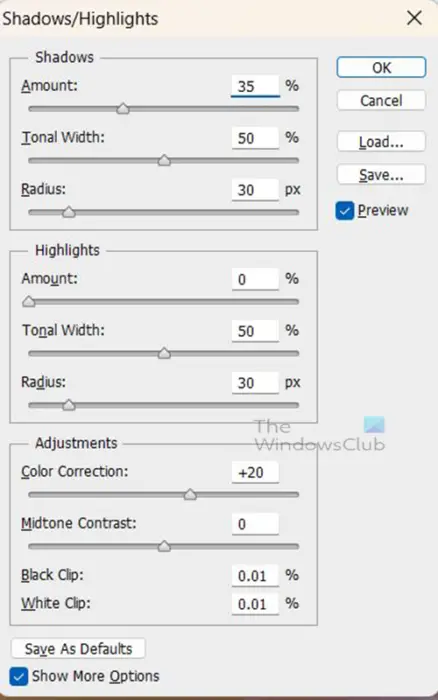 Shadows/Highlights
Shadows
Amount: 35 %
Tonal Width: 50 %
Radius: 30 px
OK
Cancel
Load...
Save...
Preview
Highlights
Amount: 0 %
Tonal Width: 50 %
Radius: 30 px
The
WindowsClub
Adjustments
Color Correction: +20
Midtone Contrast: 0
Black Clip: 0.01 %
White Clip: 0.01 %
Save As Defaults
Show More Options